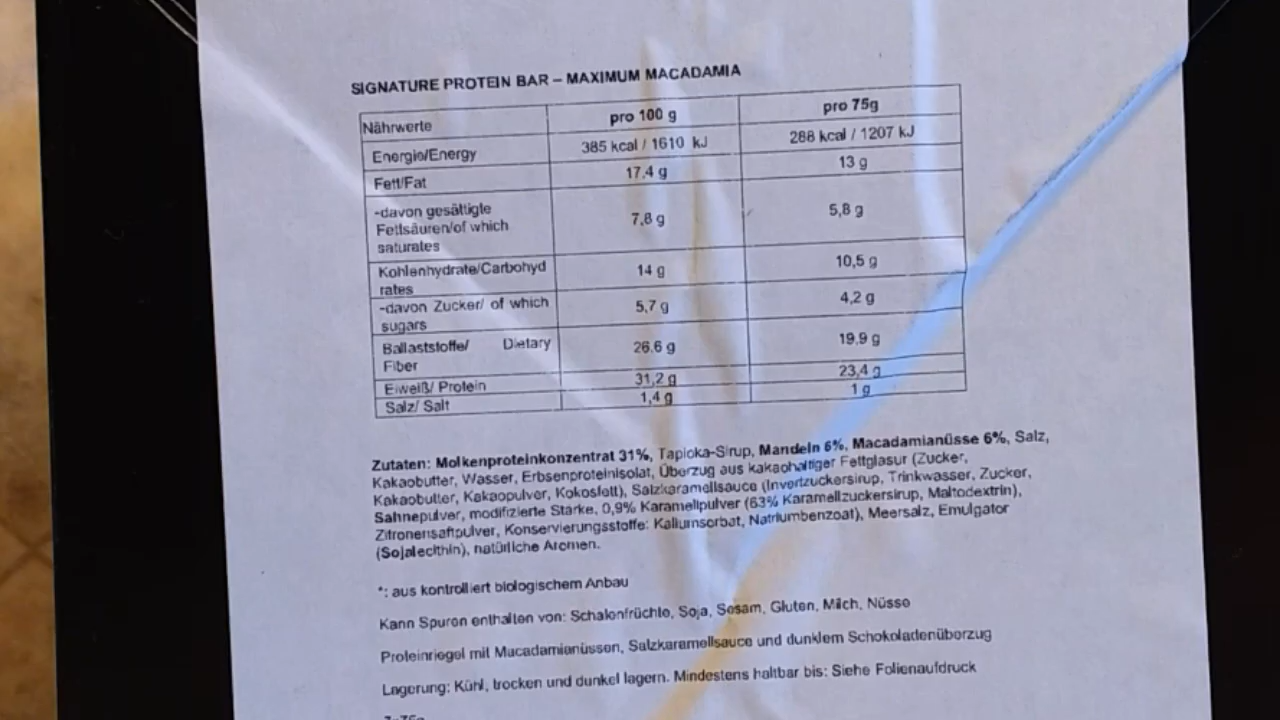 SIGNATURE PROTEIN BAR – MAXIMUM MACADAMIA
Nährwerte pro 100 g pro 75g
Energie/Energy 385 kcal / 1610 kJ 288 kcal / 1207 kJ
Fett/Fat 17,4 g 13 g
-davon gesättigte
Fettsäuren/of which
saturates 7,8 g 5,8 g
Kohlenhydrate/Carbohyd
rates 14 g 10,5 g
-davon Zucker/ of which
sugars 5,7 g 4,2 g
Ballaststoffe/ Dietary
Fiber 26,6 g 19,9 g
Eiweiß/ Protein 31,2 g 23,4 g
Salz/ Salt 1,4 g 1 g
Zutaten: Molkenproteinkonzentrat 31%, Tapioka-Sirup, Mandeln 6%, Macadamianüsse 6%, Salz,
Kakaobutter, Wasser, Erbsenproteinisolat, Überzug aus kakaohaltiger Fettglasur (Zucker,
Kakaobutter, Kakaopulver, Kokosfett), Salzkaramellsauce (Invertzuckersirup, Trinkwasser, Zucker,
Sahnepulver, modifizierte Stärke, 0,9% Karamellpulver (63% Karamellzuckersirup, Maltodextrin),
Zitronensaftpulver, Konservierungsstoffe: Kaliumsorbat, Natriumbenzoat), Meersalz, Emulgator
(Sojalecithin), natürliche Aromen.
*: aus kontrolliert biologischem Anbau
Kann Spuren enthalten von: Schalenfrüchte, Soja, Sesam, Gluten, Milch, Nüsse
Proteinriegel mit Macadamianüssen, Salzkaramellsauce und dunklem Schokoladenüberzug
Lagerung: Kühl, trocken und dunkel lagern. Mindestens haltbar bis: Siehe Folienaufdruck